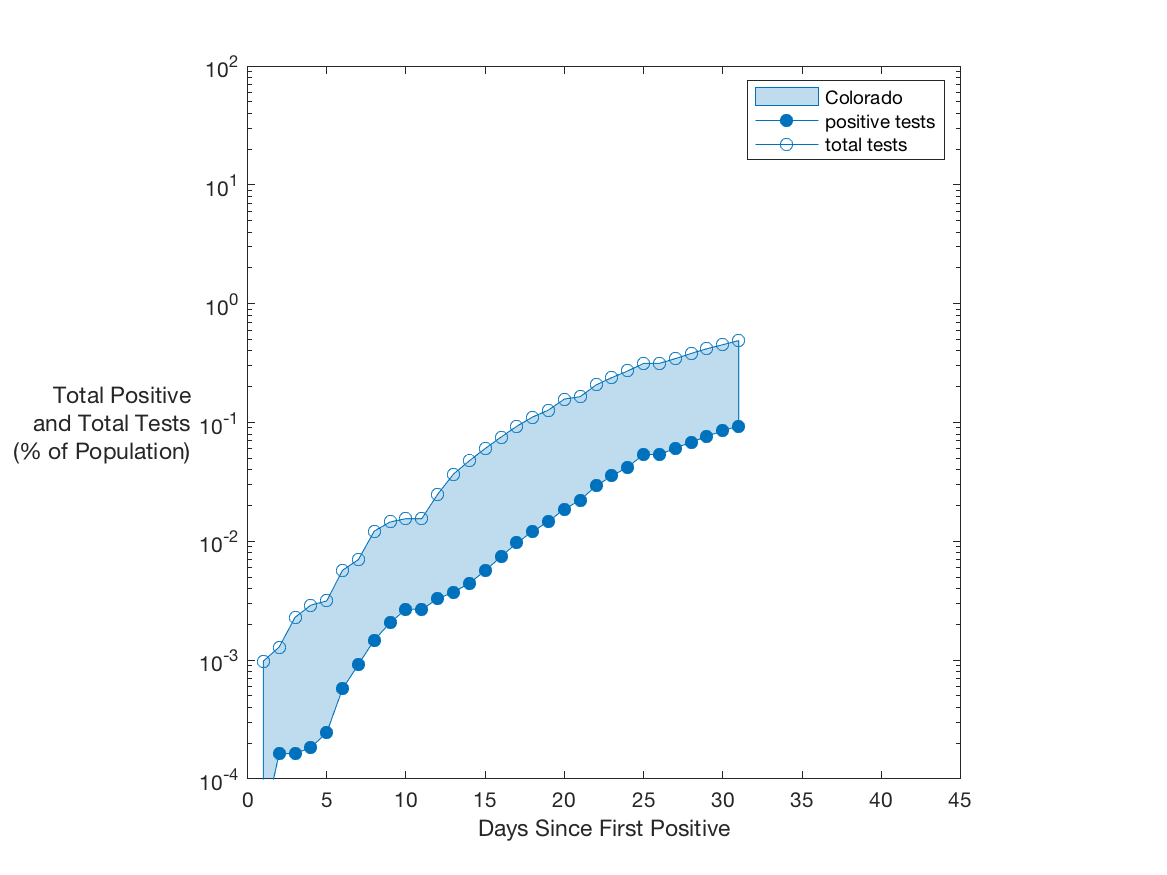 10^2
10^1
10^0
10^-1
10^-2
10^-3
10^-4
Total Positive
and Total Tests
(% of Population)
Colorado
positive tests
total tests
0 5 10 15 20 25 30 35 40 45
Days Since First Positive